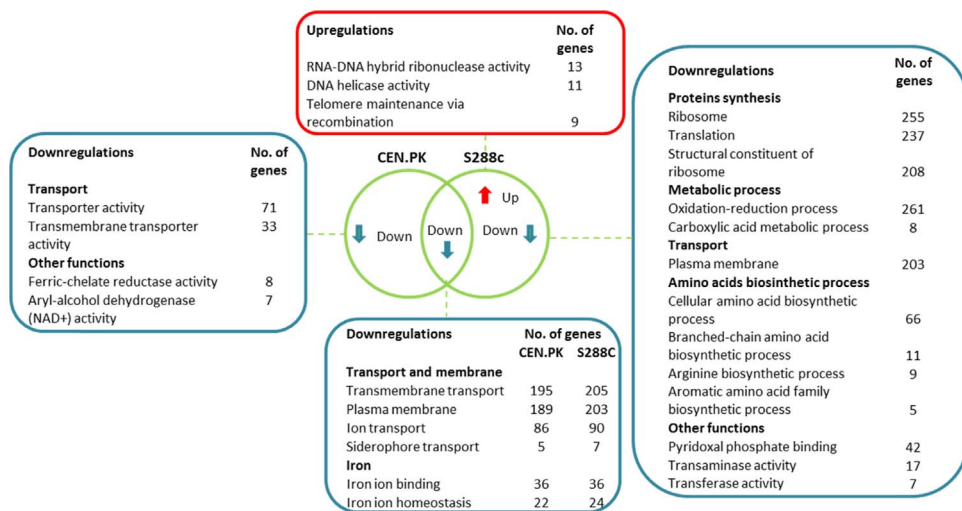 Upregulations No. of
genes
RNA-DNA hybrid ribonuclease activity 13
DNA helicase activity 11
Telomere maintenance via
recombination 9
Downregulations No. of
genes
Transport
Transporter activity 71
Transmembrane transporter 33
activity
Other functions
Ferric-chelate reductase activity 8
Aryl-alcohol dehydrogenase 7
(NAD+) activity
CEN.PK S288c
Up
Down Down Down
Downregulations No. of genes
CEN.PK S288C
Transport and membrane
Transmembrane transport 195 205
Plasma membrane 189 203
Ion transport 86 90
Siderophore transport 5 7
Iron
Iron ion binding 36 36
Iron ion homeostasis 22 24
No. of
Downregulations genes
Proteins synthesis
Ribosome 255
Translation 237
Structural constituent of
ribosome 208
Metabolic process
Oxidation-reduction process 261
Carboxylic acid metabolic process 8
Transport
Plasma membrane 203
Amino acids biosinthetic process
Cellular amino acid biosynthetic
process 66
Branched-chain amino acid
biosynthetic process 11
Arginine biosynthetic process 9
Aromatic amino acid family
biosynthetic process 5
Other functions
Pyridoxal phosphate binding 42
Transaminase activity 17
Transferase activity 7